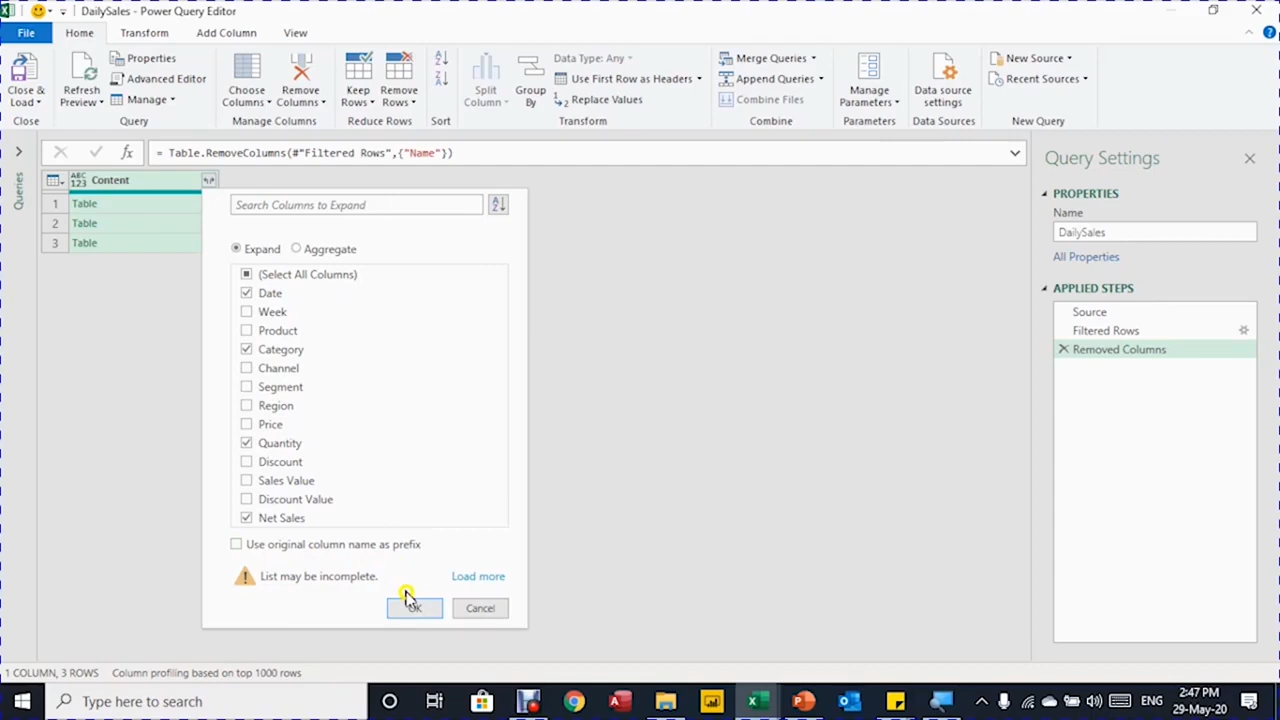 DailySales - Power Query Editor
File Home Transform Add Column View
Close & Load
Close
Refresh Preview
Properties
Advanced Editor
Manage
Query
Choose Columns
Remove Columns
Manage Columns
Keep Rows
Remove Rows
Reduce Rows
Sort
Split Column
Group By
Data Type: Any
Use First Row as Headers
Replace Values
Transform
Merge Queries
Append Queries
Combine Files
Combine
Manage Parameters
Parameters
Data source settings
Data Sources
New Source
Recent Sources
New Query
= Table.RemoveColumns(#"Filtered Rows",{"Name"})
Queries
ABC 123 Content
1 Table
2 Table
3 Table
Search Columns to Expand
Expand Aggregate
(Select All Columns)
Date
Week
Product
Category
Channel
Segment
Region
Price
Quantity
Discount
Sales Value
Discount Value
Net Sales
Use original column name as prefix
List may be incomplete. Load more
OK Cancel
Query Settings
PROPERTIES
Name
DailySales
All Properties
APPLIED STEPS
Source
Filtered Rows
Removed Columns
1 COLUMN, 3 ROWS Column profiling based on top 1000 rows
Type here to search
ENG
2:47 PM
29-May-20